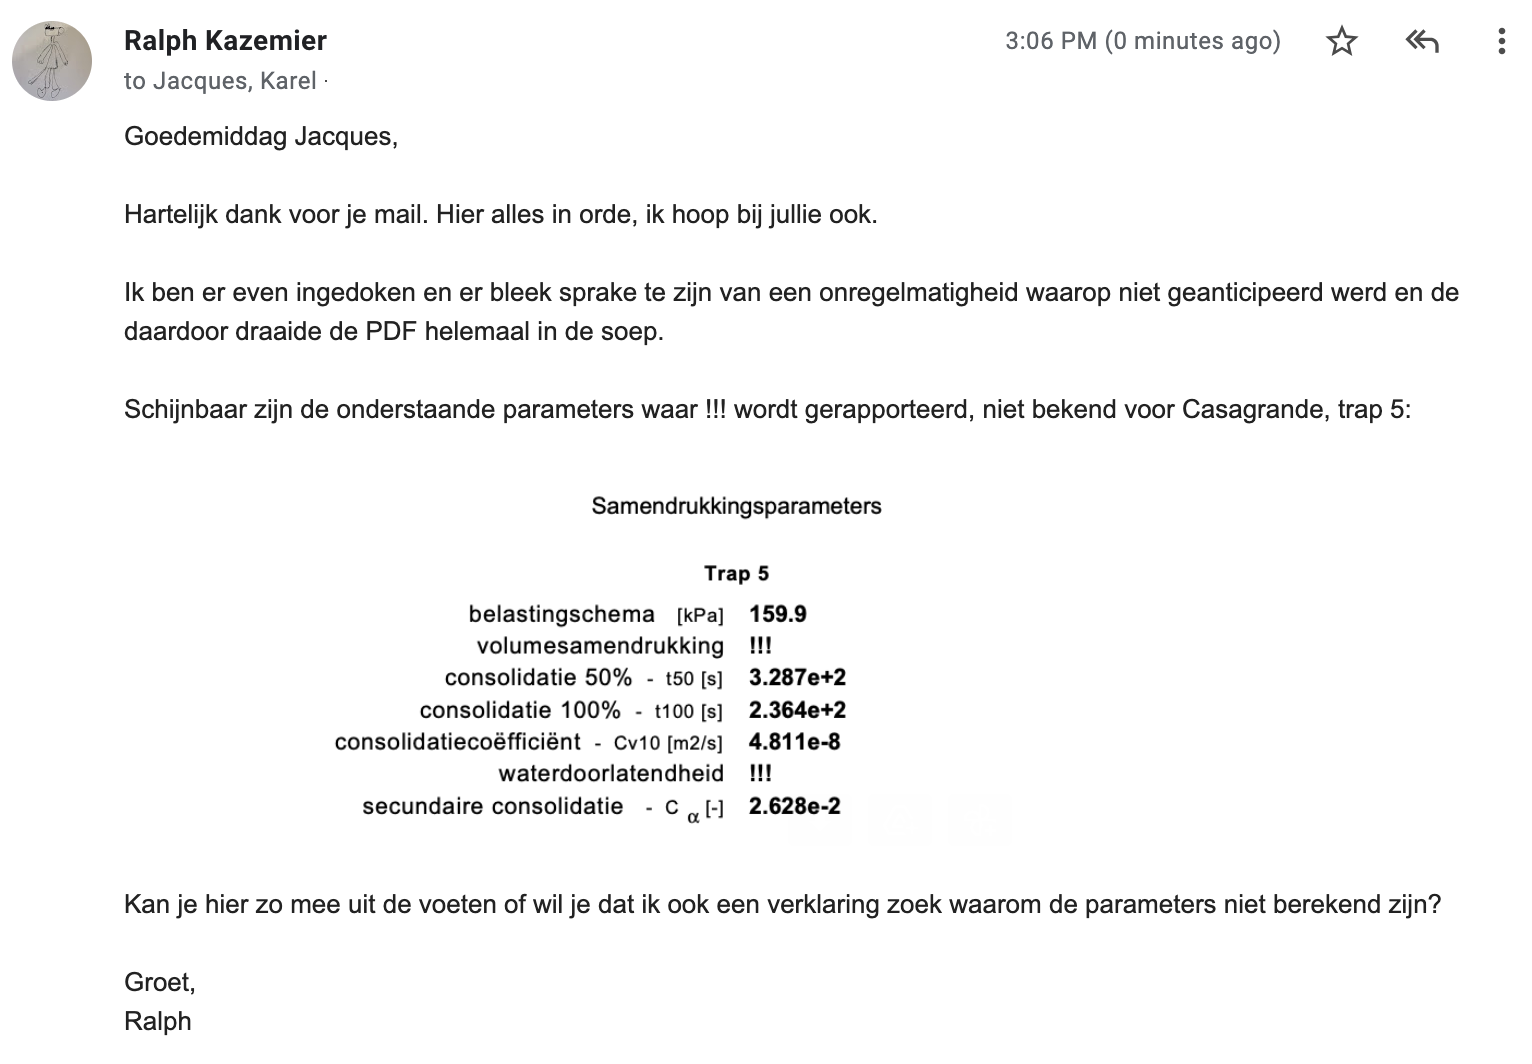 Ralph Kazemier
3:06 PM (0 minutes ago)
to Jacques, Karel
Goedemiddag Jacques,
Hartelijk dank voor je mail. Hier alles in orde, ik hoop bij jullie ook.
Ik ben er even ingedoken en er bleek sprake te zijn van een onregelmatigheid waarop niet geanticipeerd werd en de
daardoor draaide de PDF helemaal in de soep.
Schijnbaar zijn de onderstaande parameters waar !!! wordt gerapporteerd, niet bekend voor Casagrande, trap 5:
Samendrukkingsparameters
Trap 5
belastingschema [kPa] 159.9
volumesamendrukking !!!
consolidatie 50% - t50 [s] 3.287e+2
consolidatie 100% - t100 [s] 2.364e+2
consolidatiecoëfficiënt - Cv10 [m2/s] 4.811e-8
waterdoorlatendheid !!!
secundaire consolidatie - C α [-] 2.628e-2
Kan je hier zo mee uit de voeten of wil je dat ik ook een verklaring zoek waarom de parameters niet berekend zijn?
Groet,
Ralph